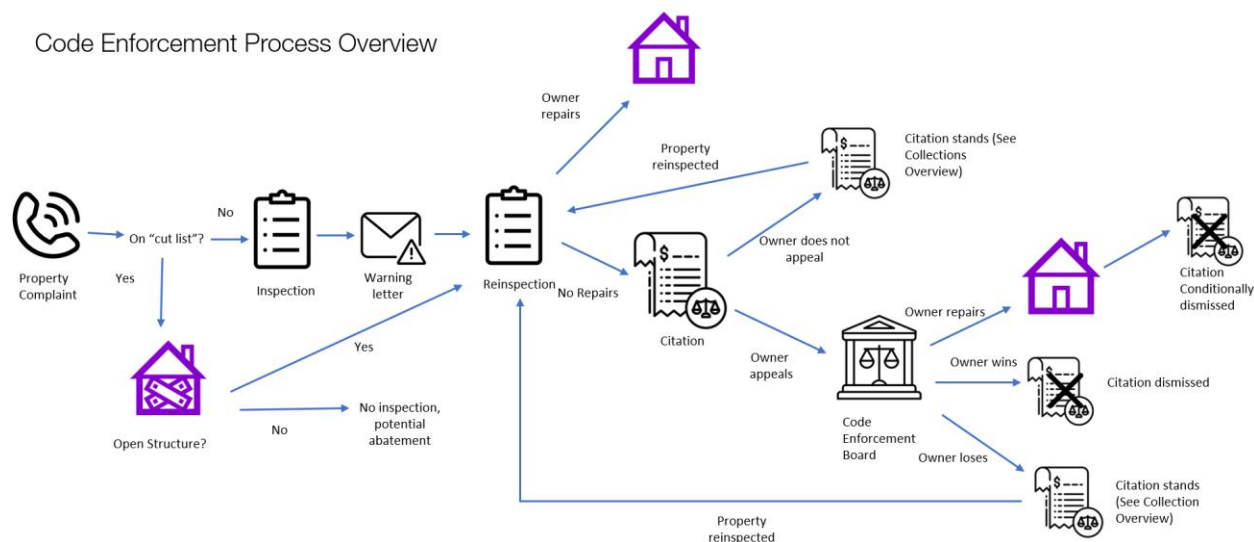 Code Enforcement Process Overview
Owner
repairs
Property
reinspected
Citation stands (See
Collections
Overview)
No
On “cut list”?
Yes
Property
Complaint
Inspection
Warning
letter
Reinspection
No Repairs
Owner does not
appeal
Citation
Citation
Conditionally
dismissed
Owner repairs
Yes
Owner
appeals
Owner wins
Citation dismissed
No inspection,
potential
abatement
No
Open Structure?
Code
Enforcement
Board
Owner loses
Citation stands
(See Collection
Overview)
Property
reinspected
$
$
$
$
$